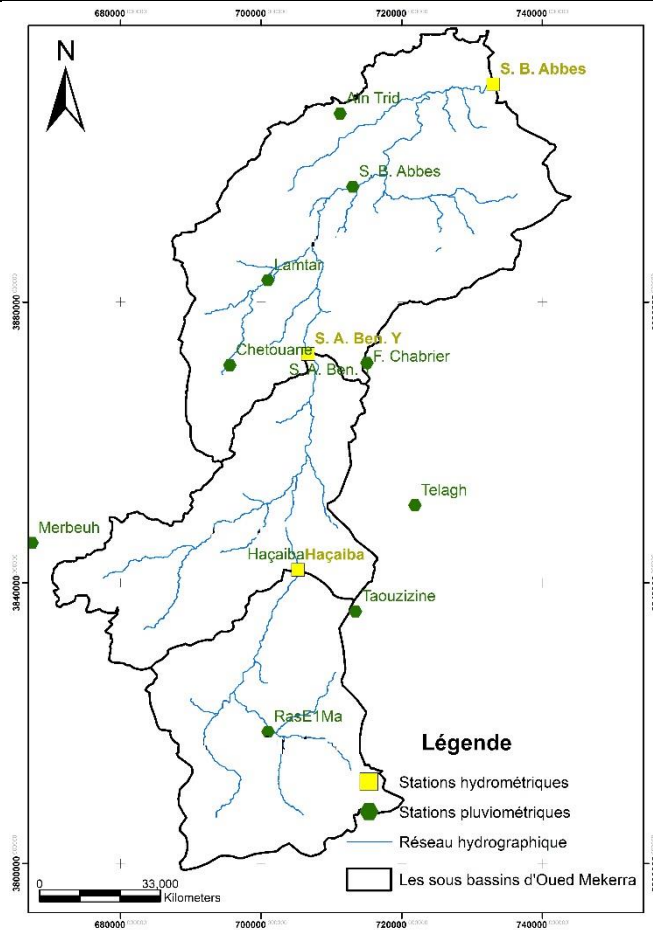 680000 700000 720000 740000
N
S. B. Abbes
Ain Trid
S. B. Abbes
Lamtar
3880000
S. A. Ben. Y
Chetouane
F. Chabrier
S. A. Ben.
Telagh
Merbeuh
Haçaiba Haçaiba
3840000
Taouzizine
RasE1Ma
Légende
Stations hydrométriques
Stations pluviométriques
Réseau hydrographique
Les sous bassins d'Oued Mekerra
3800000
0 33,000
Kilometers
680000 700000 720000 740000